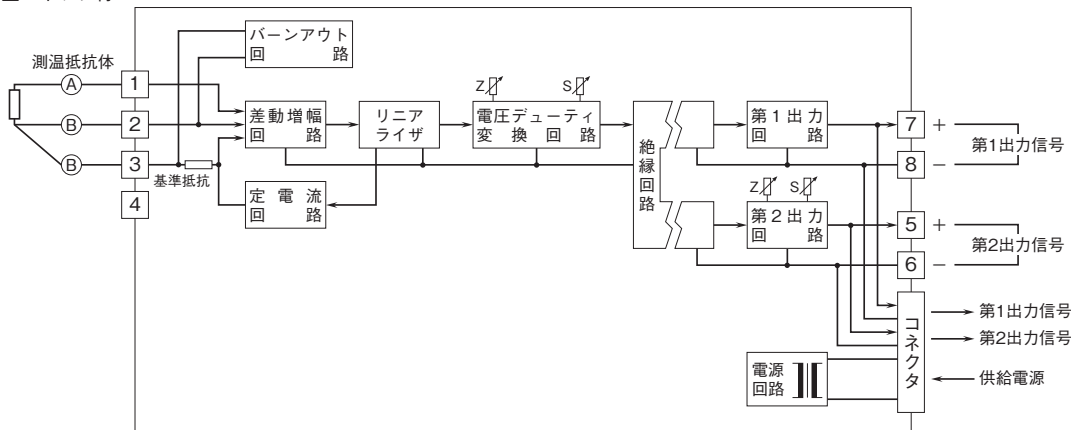 バーンアウト
回路
測温抵抗体
A
B
B
1
2
3
4
基準抵抗
差動増幅
回路
リニア
ライザ
Z
S
電圧デューティ
変換回路
定電流
回路
絶縁回路
第1出力
回路
Z
S
第2出力
回路
7
8
5
6
+
第1出力信号
−
+
第2出力信号
−
コネクタ
第1出力信号
第2出力信号
供給電源
電源
回路